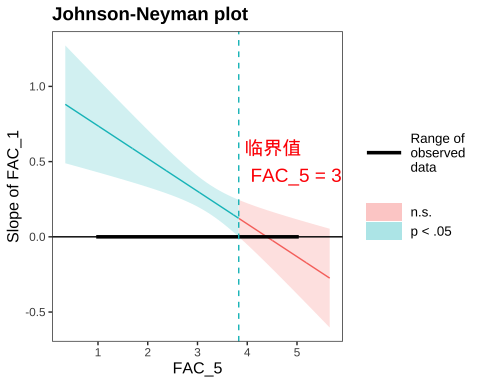 Johnson-Neyman plot
1.0
0.5
0.0
-0.5
Slope of FAC_1
临界值
FAC_5 = 3
1
2
3
4
5
FAC_5
Range of
observed
data
n.s.
p < .05